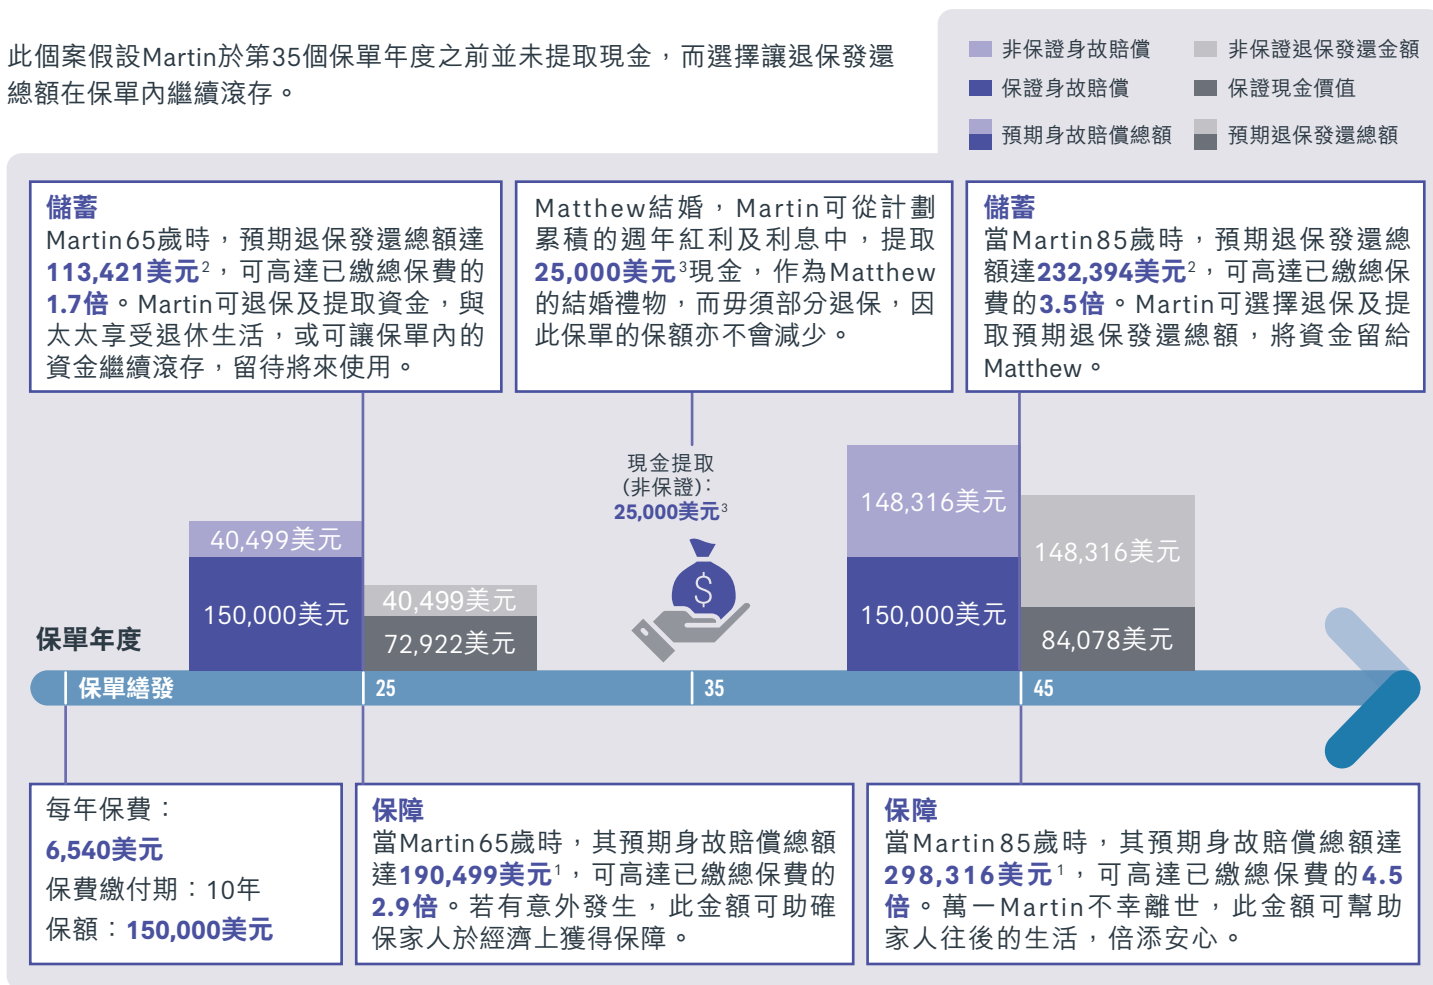 此個案假設Martin於第35個保單年度之前並未提取現金，而選擇讓退保發還
總額在保單內繼續滾存。
非保證身故賠償
非保證退保發還金額
保證身故賠償
保證現金價值
預期身故賠償總額
預期退保發還總額
儲蓄
Martin65歲時，預期退保發還總額達
113,421美元2，可高達已繳總保費的
1.7倍。Martin可退保及提取資金，與
太太享受退休生活，或可讓保單內的
資金繼續滾存，留待將來使用。
Matthew結婚，Martin可從計劃
累積的週年紅利及利息中，提取
25,000美元3現金，作為Matthew
的結婚禮物，而毋須部分退保，因
此保單的保額亦不會減少。
儲蓄
當Martin85歲時，預期退保發還總
額達232,394美元2，可高達已繳總保
費的3.5倍。Martin可選擇退保及提
取預期退保發還總額，將資金留給
Matthew。
現金提取
(非保證)：
25,000美元3
$
40,499美元
150,000美元
40,499美元
72,922美元
148,316美元
150,000美元
148,316美元
84,078美元
保單年度
保單繕發
25
35
45
每年保費：
6,540美元
保費繳付期：10年
保額：150,000美元
保障
當Martin65歲時，其預期身故賠償總額
達190,499美元1，可高達已繳總保費的
2.9倍。若有意外發生，此金額可助確
保家人於經濟上獲得保障。
保障
當Martin85歲時，其預期身故賠償總額達
298,316美元1，可高達已繳總保費的4.5
倍。萬一Martin不幸離世，此金額可幫助
家人往後的生活，倍添安心。